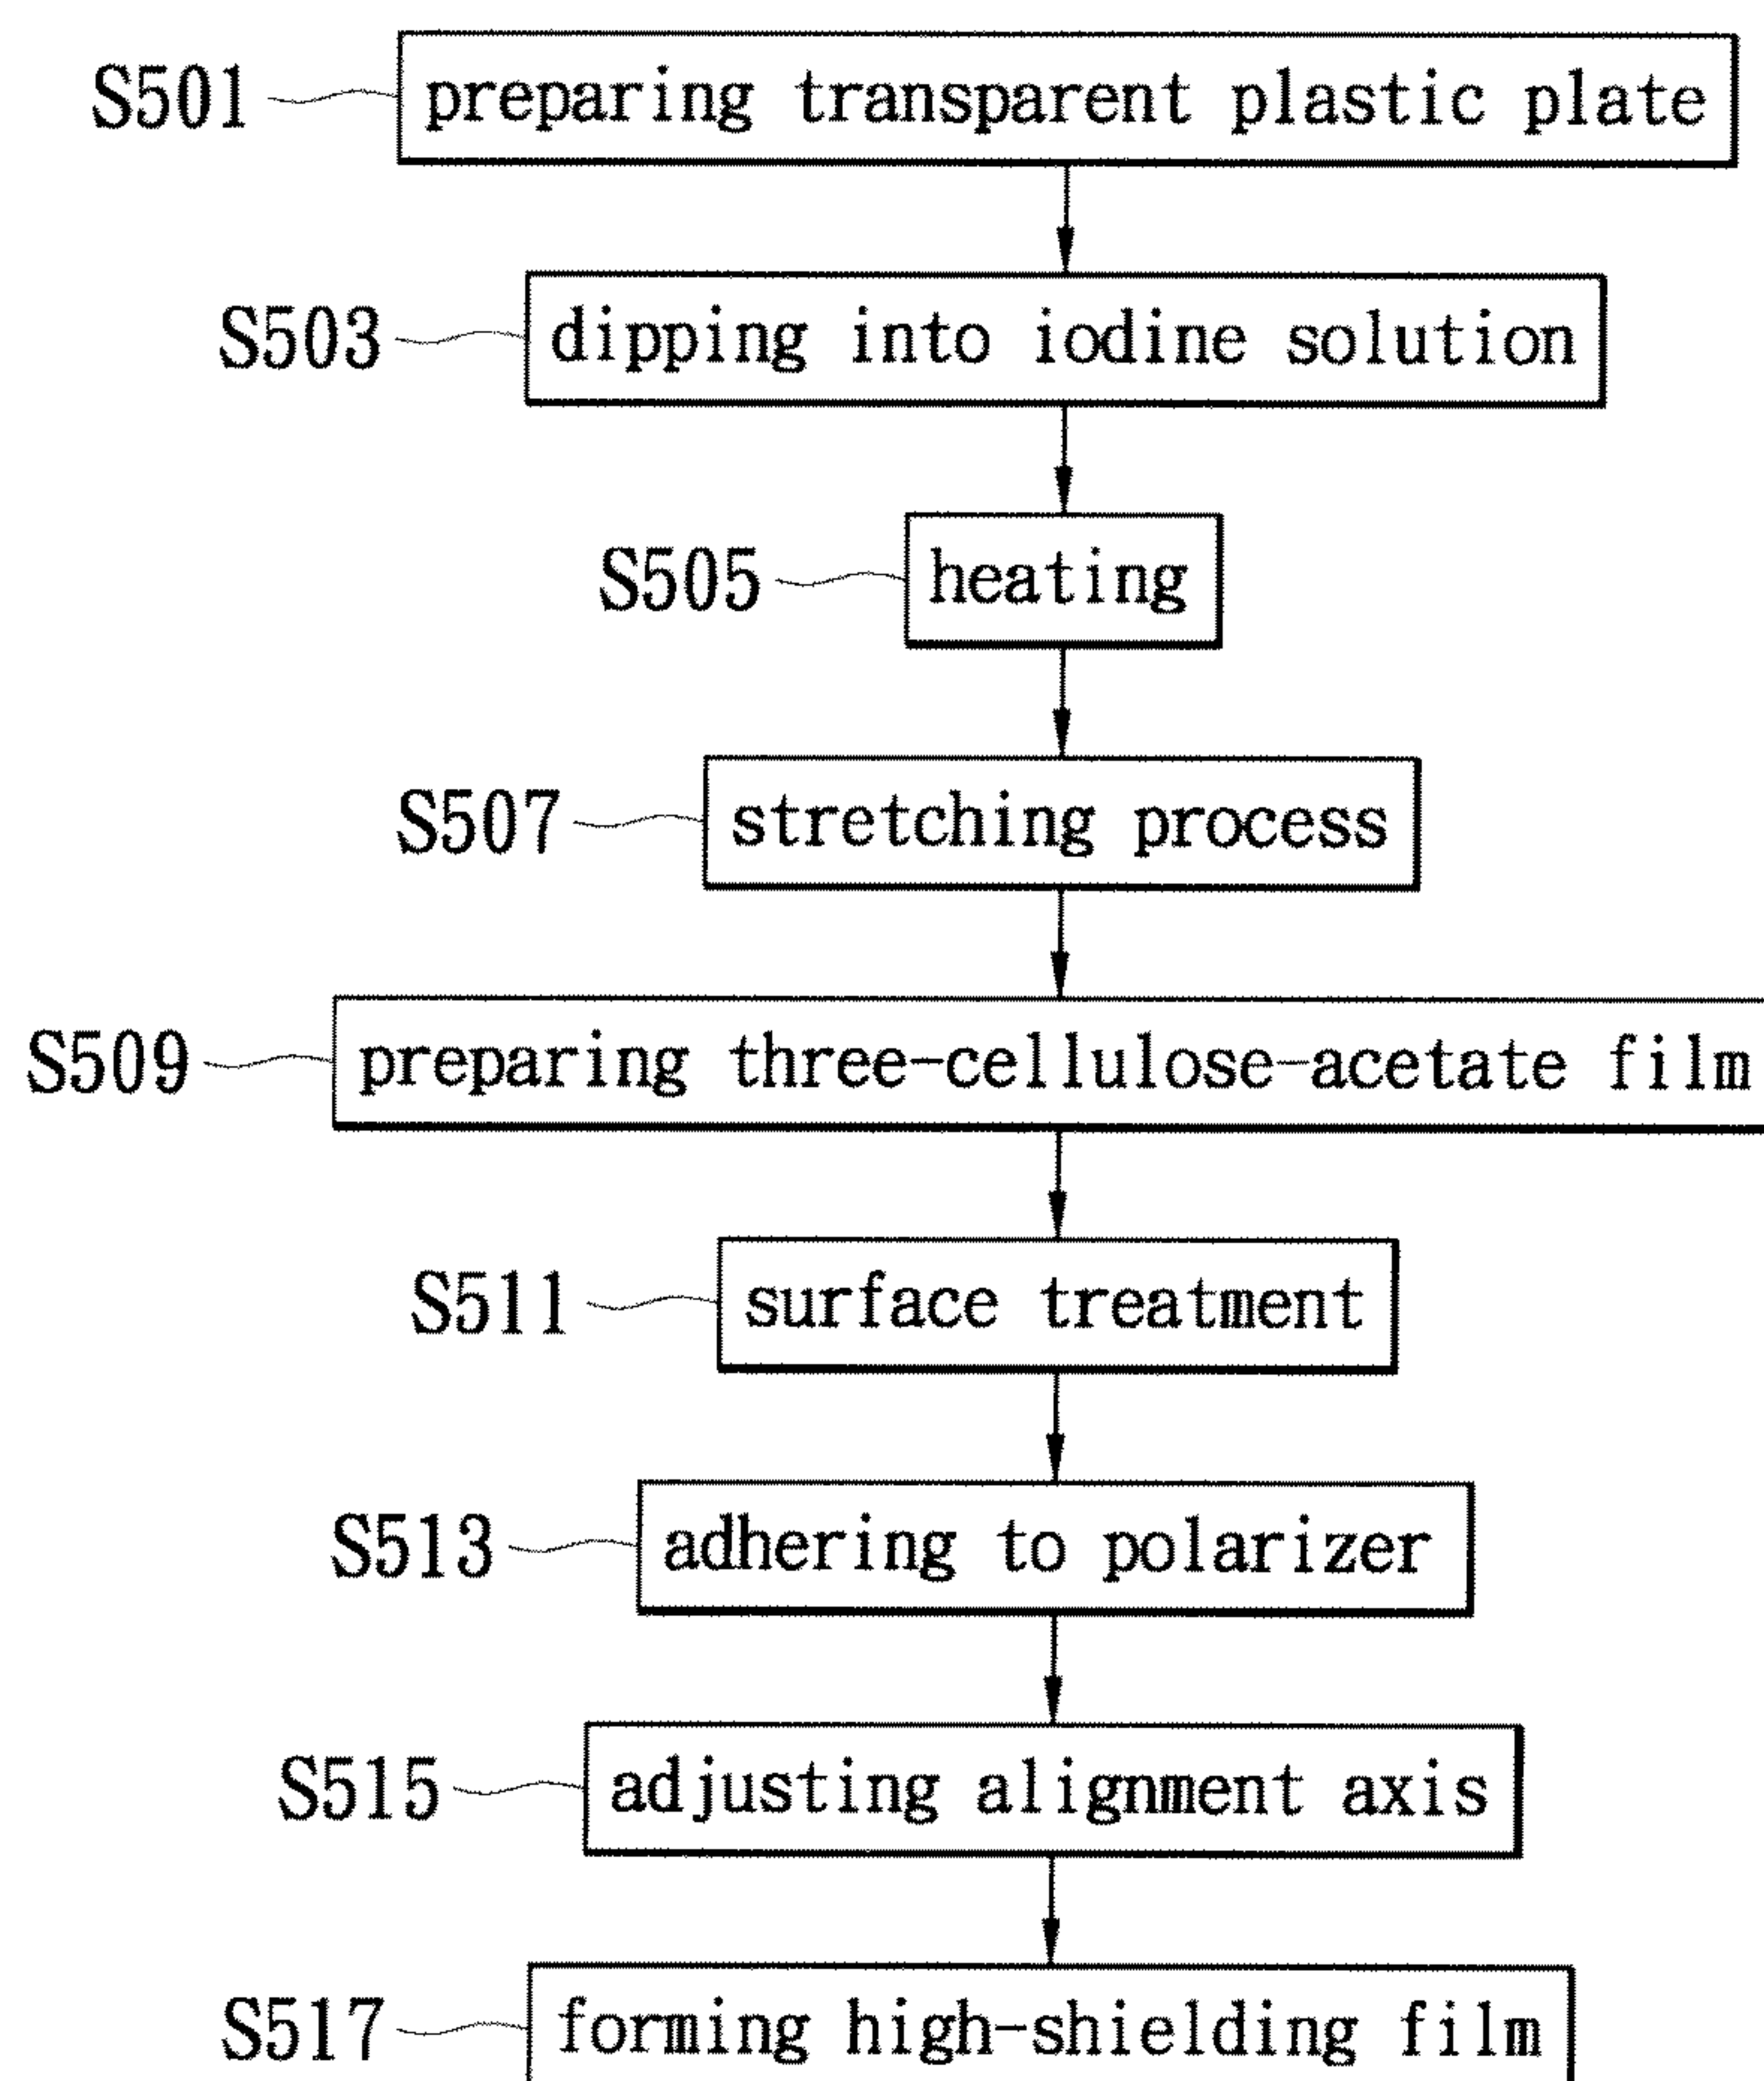 S501 preparing transparent plastic plate
S503 dipping into iodine solution
S505 heating
S507 stretching process
S509 preparing three-cellulose-acetate film
S511 surface treatment
S513 adhering to polarizer
S515 adjusting alignment axis
S517 forming high-shielding film